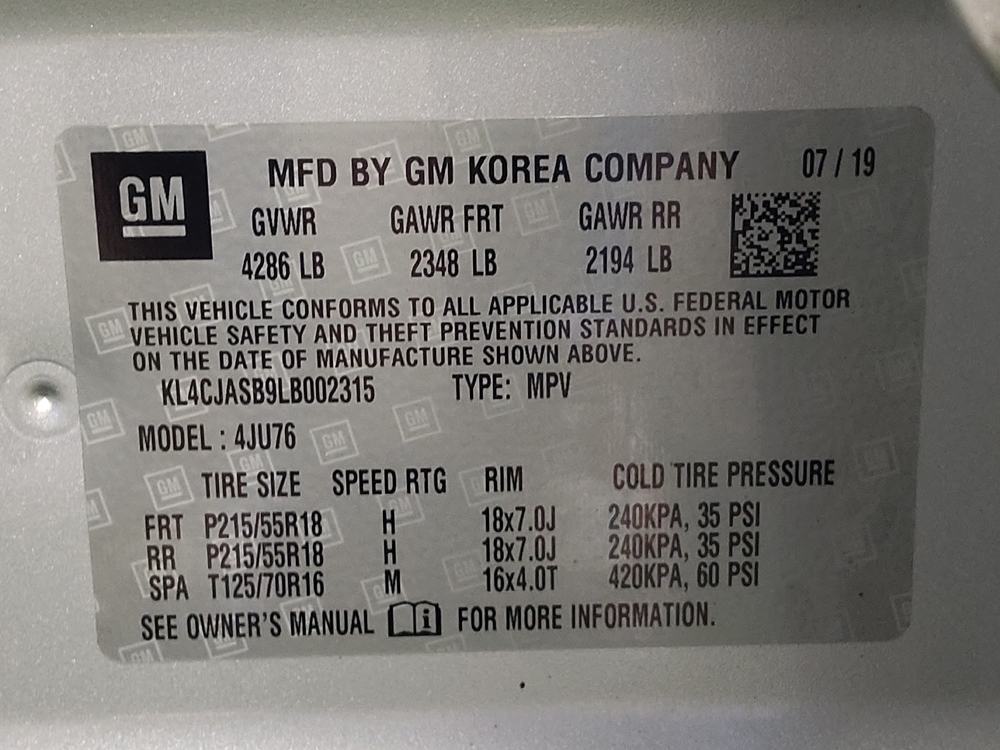 GM
MFD BY GM KOREA COMPANY 07 / 19
GVWR GAWR FRT GAWR RR
4286 LB 2348 LB 2194 LB
THIS VEHICLE CONFORMS TO ALL APPLICABLE U.S. FEDERAL MOTOR
VEHICLE SAFETY AND THEFT PREVENTION STANDARDS IN EFFECT
ON THE DATE OF MANUFACTURE SHOWN ABOVE.
KL4CJASB9LB002315 TYPE: MPV
MODEL : 4JU76
TIRE SIZE SPEED RTG RIM COLD TIRE PRESSURE
FRT P215/55R18 H 18x7.0J 240KPA, 35 PSI
RR P215/55R18 H 18x7.0J 240KPA, 35 PSI
SPA T125/70R16 M 16x4.0T 420KPA, 60 PSI
SEE OWNER'S MANUAL FOR MORE INFORMATION.